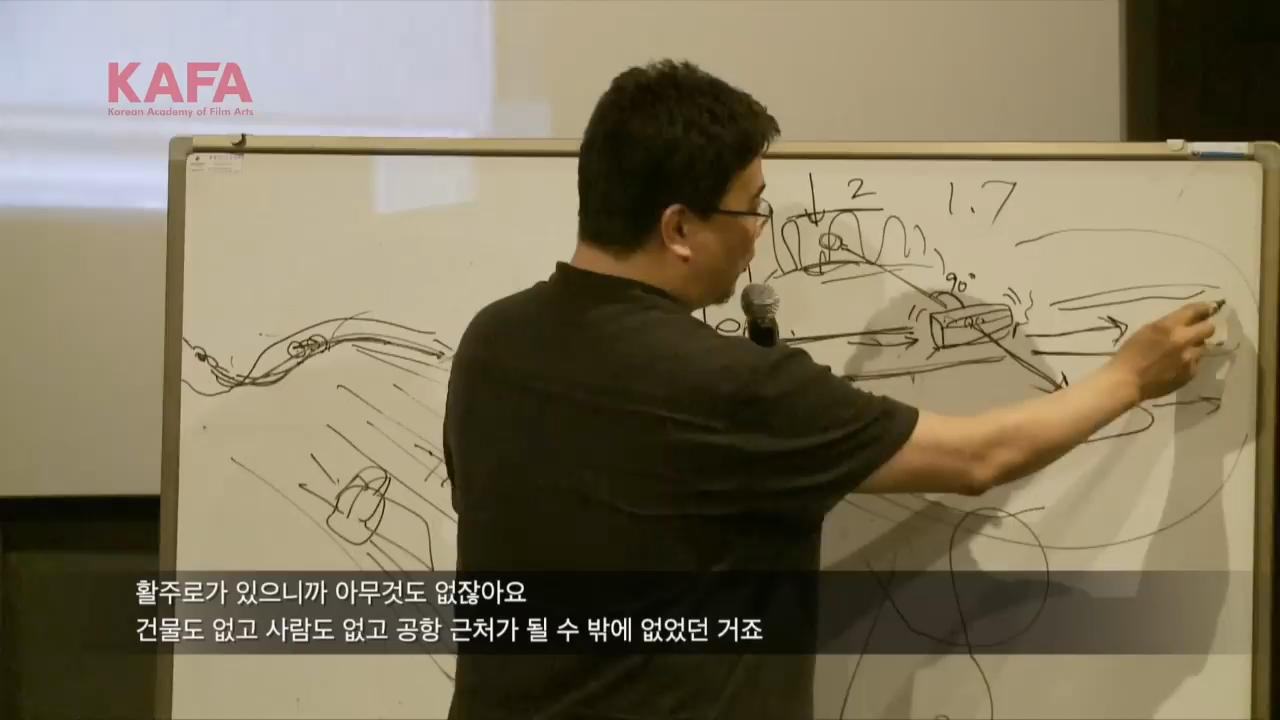 KAFA
Korean Academy of Film Arts
2
1.7
90°
활주로가 있으니까 아무것도 없잖아요
건물도 없고 사람도 없고 공항 근처가 될 수 밖에 없었던 거죠